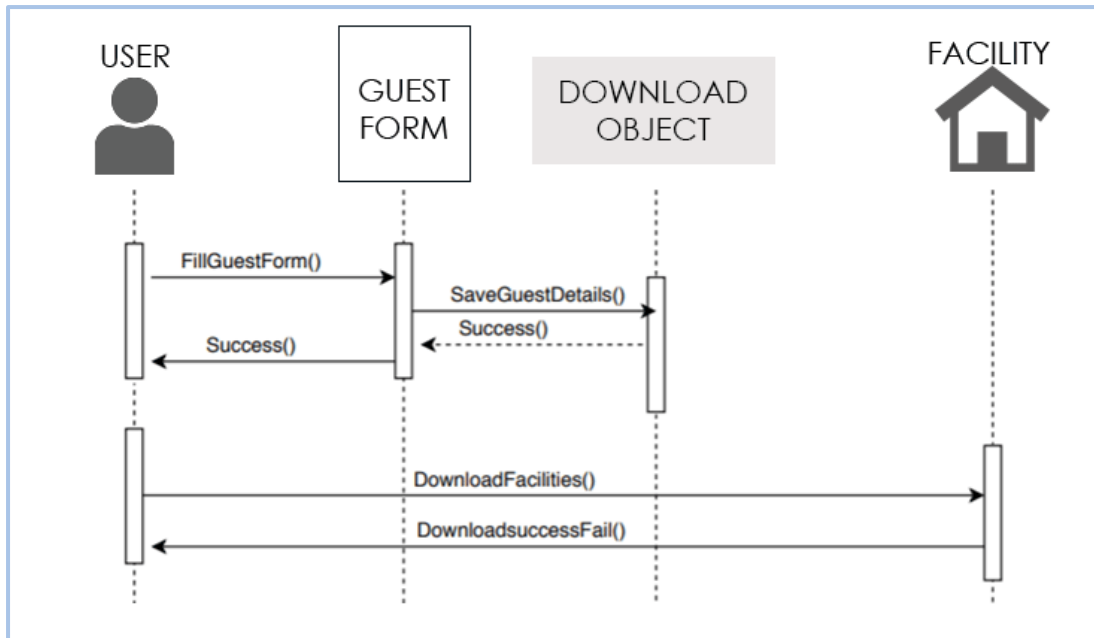 USER
GUEST
FORM
DOWNLOAD
OBJECT
FACILITY
FillGuestForm()
SaveGuestDetails()
Success()
Success()
DownloadFacilities()
DownloadsuccessFail()